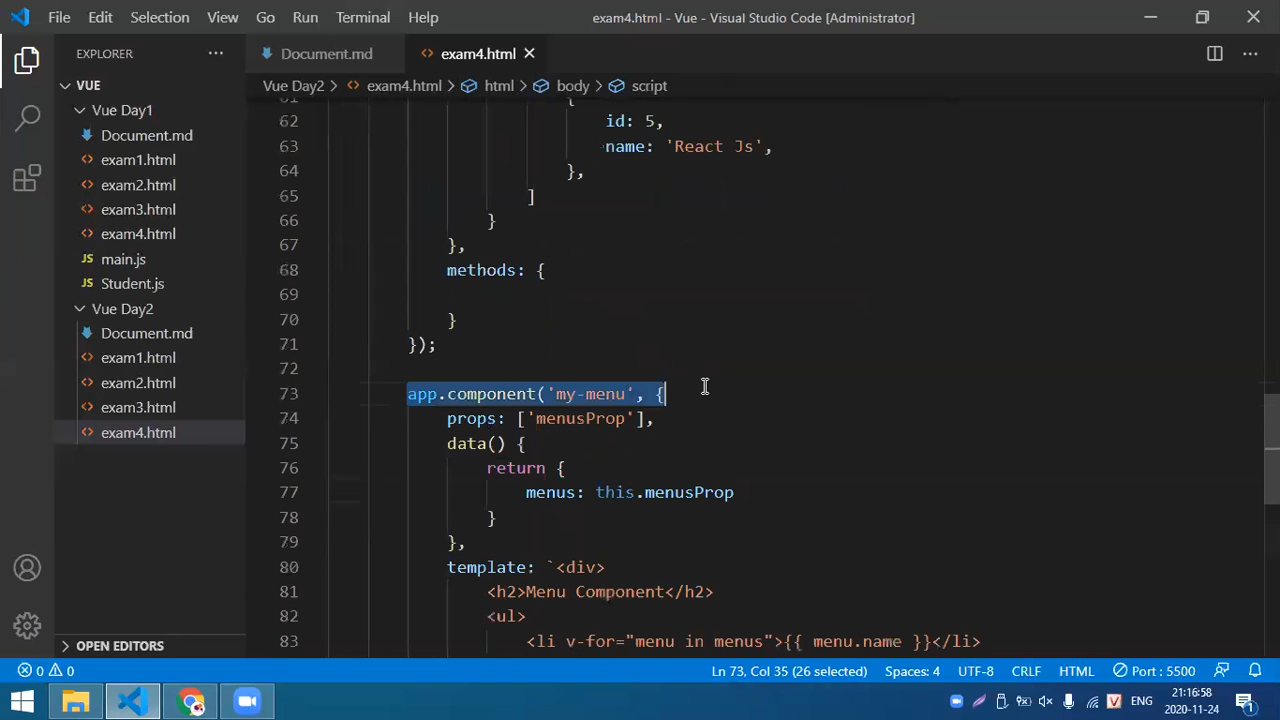 File Edit Selection View Go Run Terminal Help exam4.html - Vue - Visual Studio Code [Administrator]
EXPLORER ···
Document.md exam4.html
VUE
Vue Day2 > exam4.html > html > body > script
Vue Day1
Document.md
exam1.html
exam2.html
exam3.html
exam4.html
main.js
Student.js
Vue Day2
Document.md
exam1.html
exam2.html
exam3.html
exam4.html
OPEN EDITORS
61 {
62 id: 5,
63 name: 'React Js',
64 },
65 ]
66 }
67 },
68 methods: {
69
70 }
71 });
72
73 app.component('my-menu', {
74 props: ['menusProp'],
75 data() {
76 return {
77 menus: this.menusProp
78 }
79 },
80 template: `<div>
81 <h2>Menu Component</h2>
82 <ul>
83 <li v-for="menu in menus">{{ menu.name }}</li>
0 0 Ln 73, Col 35 (26 selected) Spaces: 4 UTF-8 CRLF HTML Port : 5500
V ENG 21:16:58
2020-11-24
1